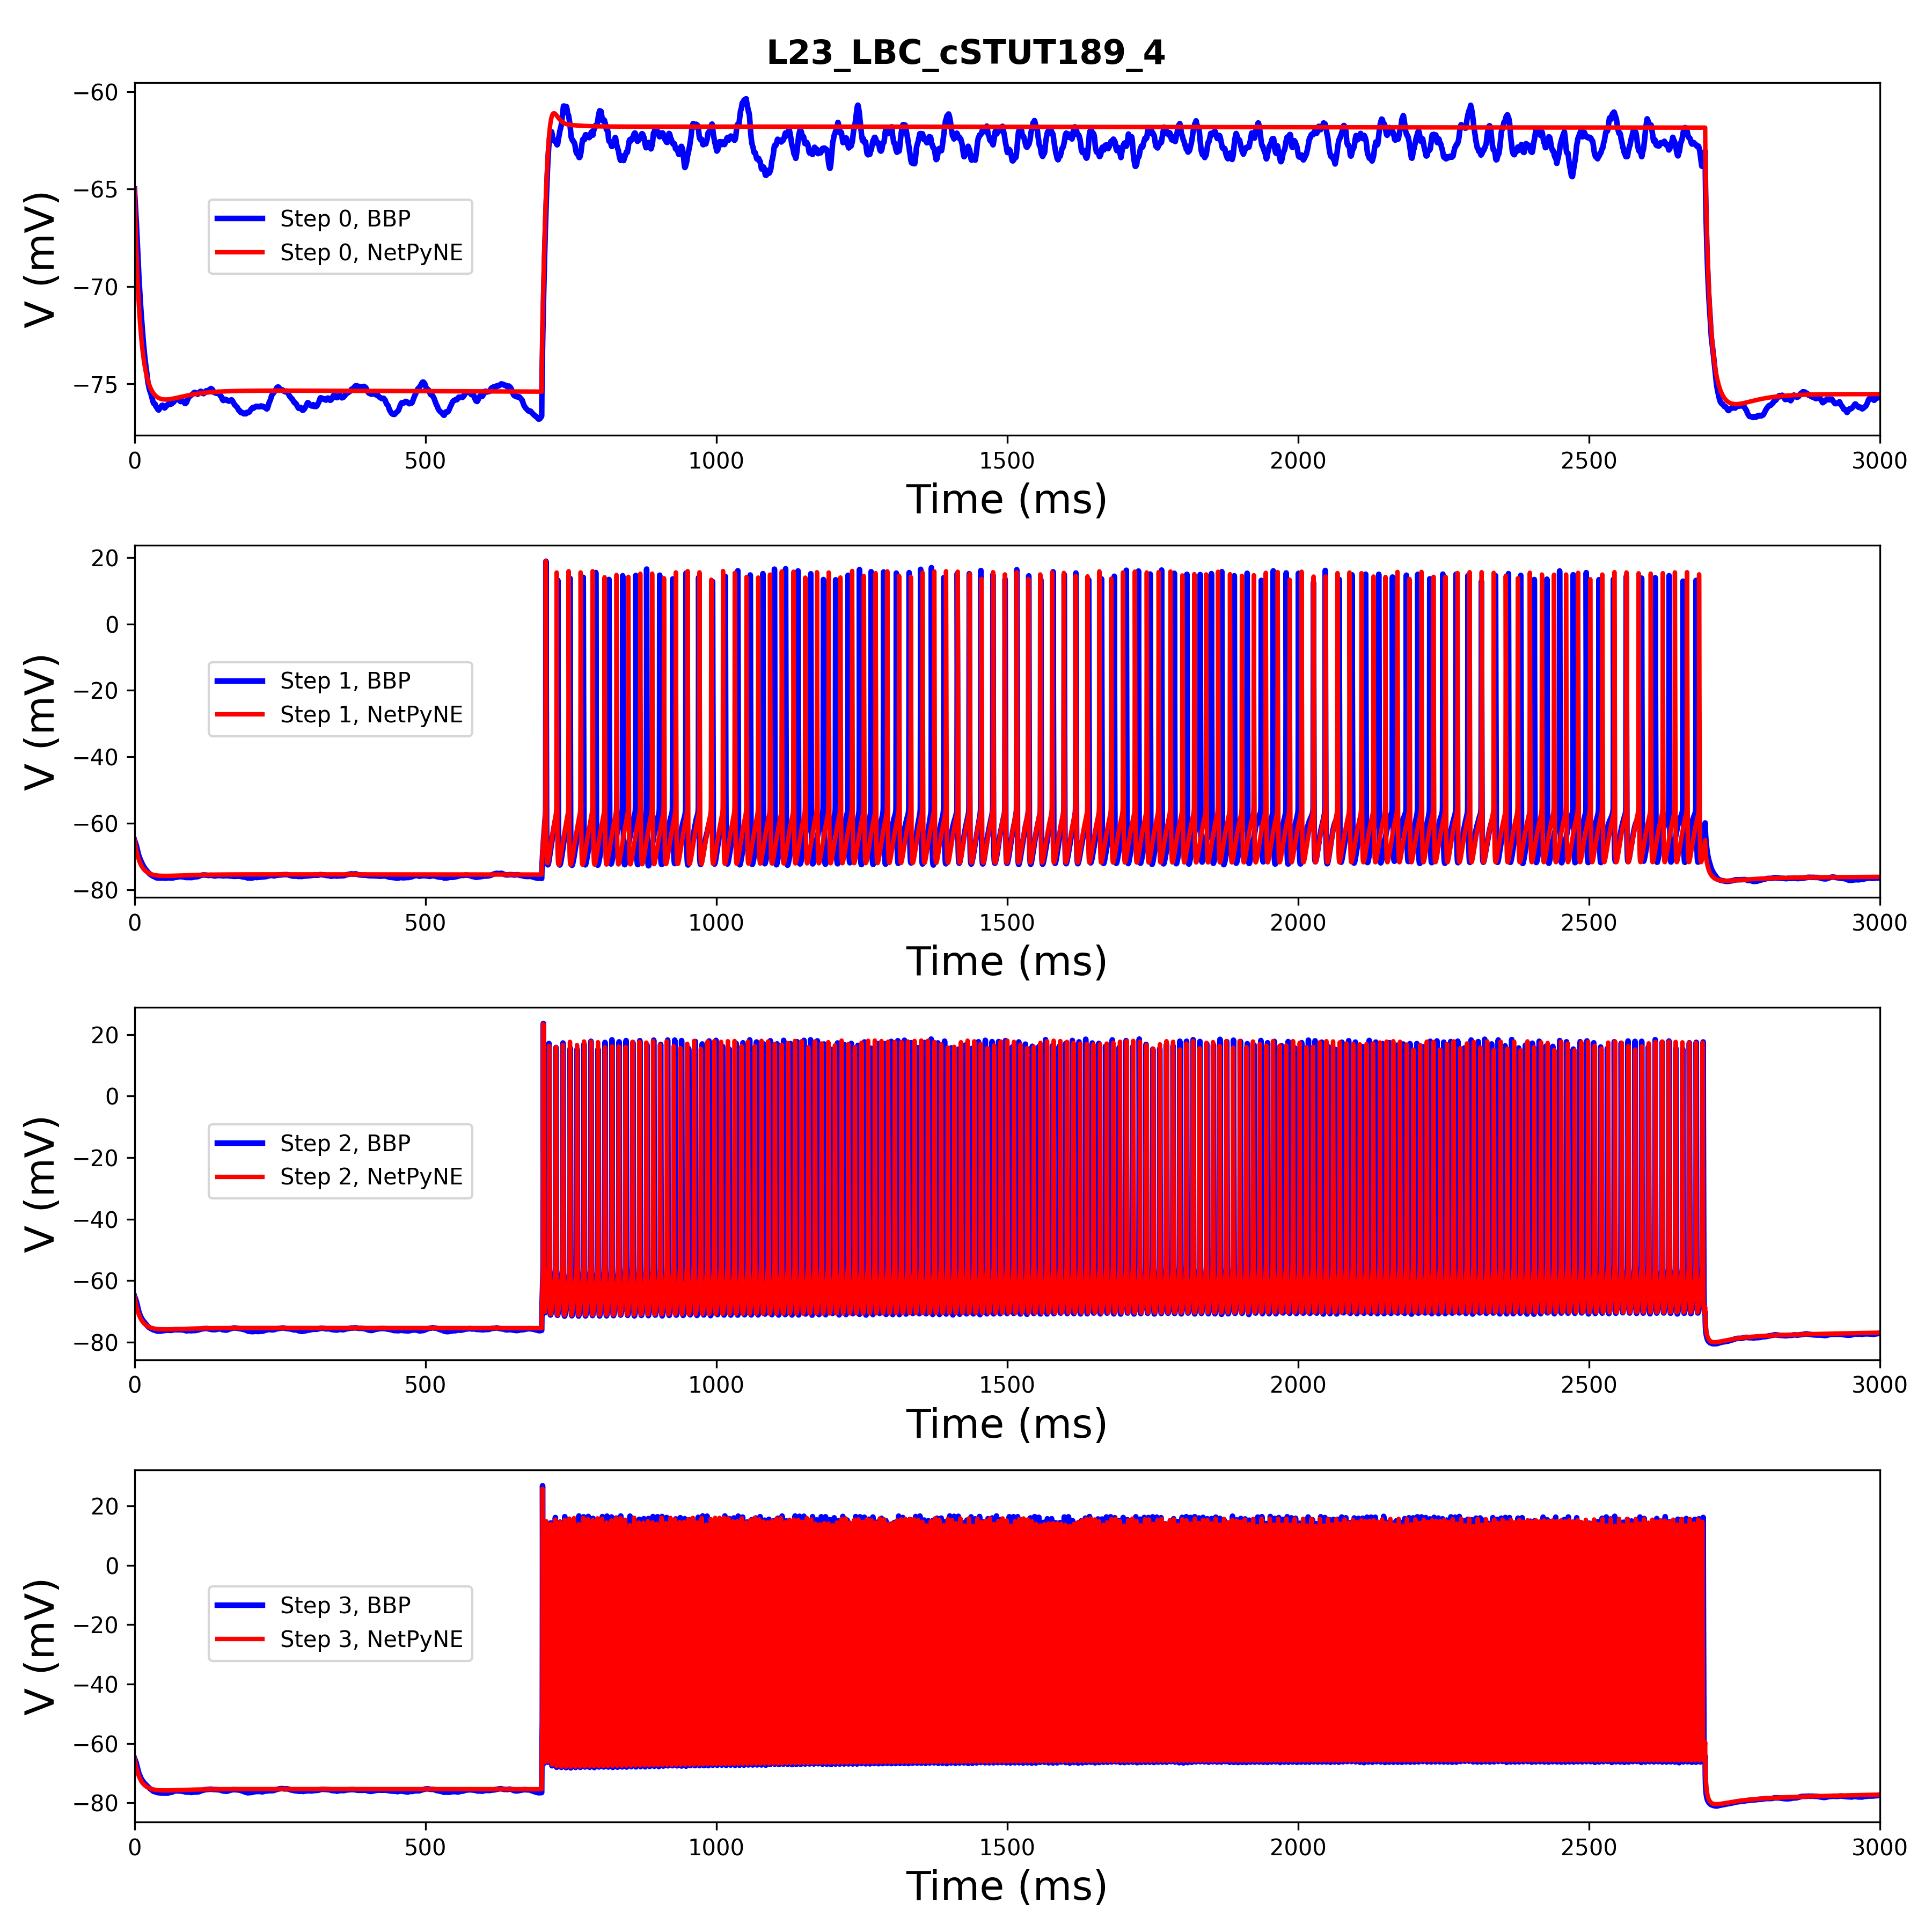 L23_LBC_cSTUT189_4
−60
−65
−70
−75
V (mV)
Step 0, BBP
Step 0, NetPyNE
0 500 1000 1500 2000 2500 3000
Time (ms)
20
0
−20
−40
−60
−80
V (mV)
Step 1, BBP
Step 1, NetPyNE
0 500 1000 1500 2000 2500 3000
Time (ms)
20
0
−20
−40
−60
−80
V (mV)
Step 2, BBP
Step 2, NetPyNE
0 500 1000 1500 2000 2500 3000
Time (ms)
20
0
−20
−40
−60
−80
V (mV)
Step 3, BBP
Step 3, NetPyNE
0 500 1000 1500 2000 2500 3000
Time (ms)